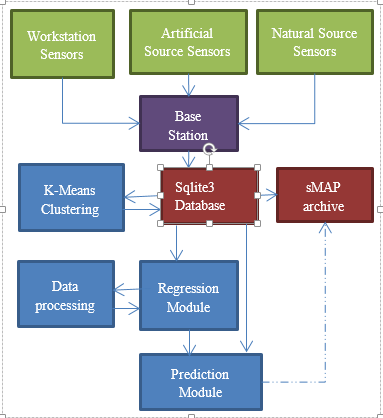 Workstation
Sensors
Artificial
Source Sensors
Natural Source
Sensors
Base
Station
K-Means
Clustering
Sqlite3
Database
sMAP
archive
Data
processing
Regression
Module
Prediction
Module